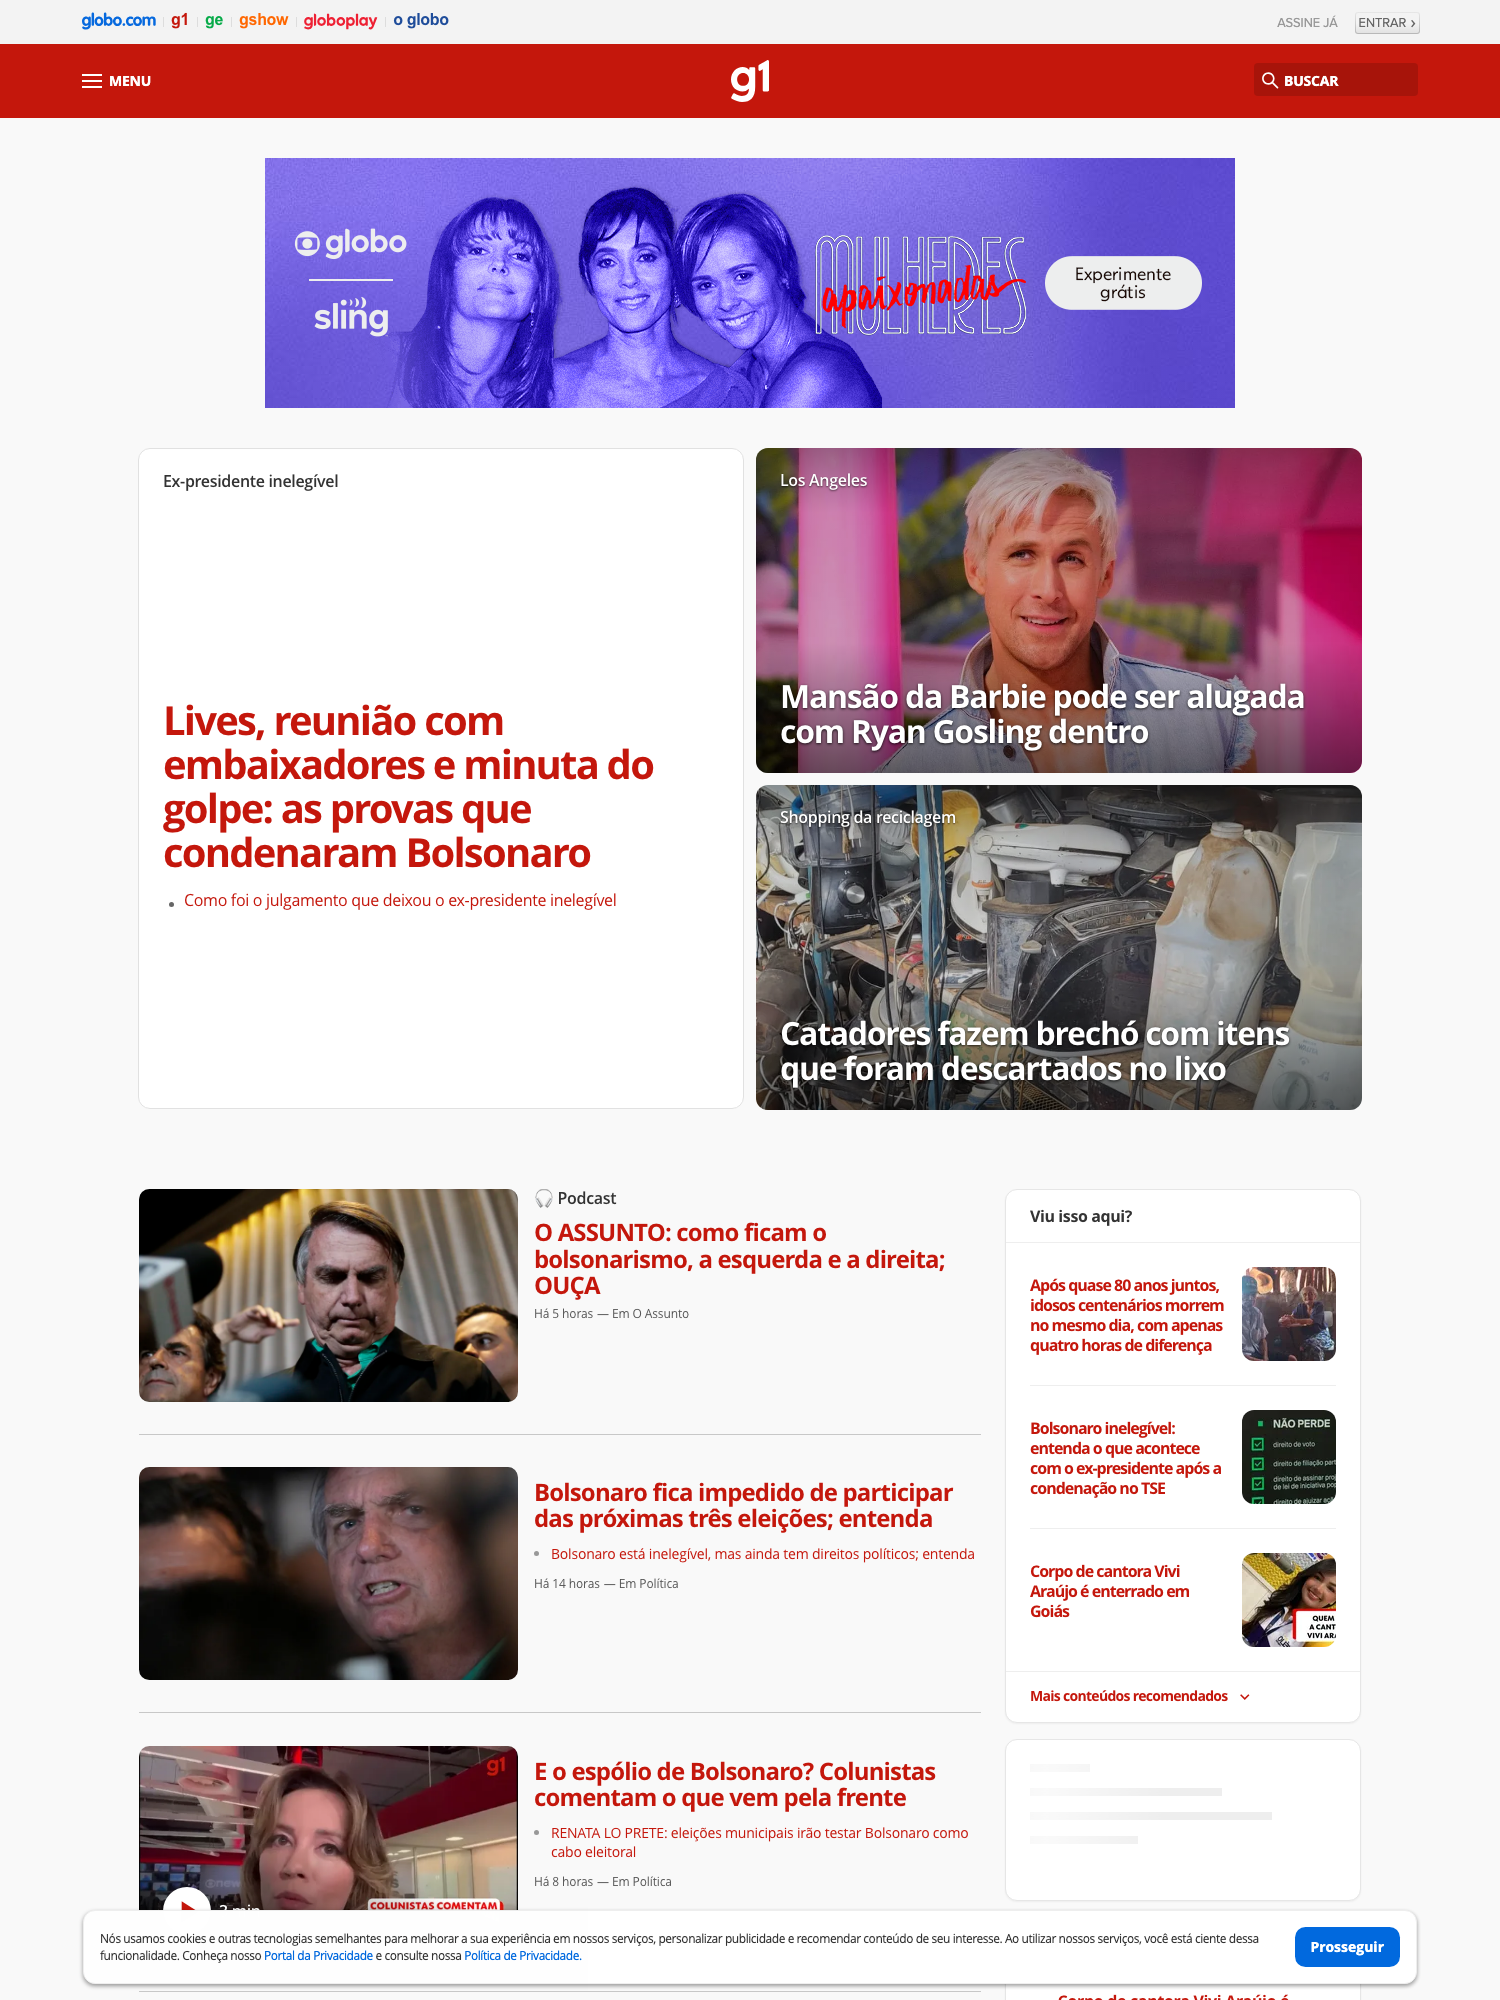 globo.com g1 ge gshow globoplay o globo
ASSINE JÁ ENTRAR ›
MENU
g1
BUSCAR
globo
sling
MULHERES
apaixonadas
Experimente
grátis
Ex-presidente inelegível
Lives, reunião com
embaixadores e minuta do
golpe: as provas que
condenaram Bolsonaro
Como foi o julgamento que deixou o ex-presidente inelegível
Los Angeles
Mansão da Barbie pode ser alugada
com Ryan Gosling dentro
Shopping da reciclagem
Catadores fazem brechó com itens
que foram descartados no lixo
Podcast
O ASSUNTO: como ficam o
bolsonarismo, a esquerda e a direita;
OUÇA
Há 5 horas — Em O Assunto
Bolsonaro fica impedido de participar
das próximas três eleições; entenda
Bolsonaro está inelegível, mas ainda tem direitos políticos; entenda
Há 14 horas — Em Política
g1
COLUNISTAS COMENTAM
E o espólio de Bolsonaro? Colunistas
comentam o que vem pela frente
RENATA LO PRETE: eleições municipais irão testar Bolsonaro como
cabo eleitoral
Há 8 horas — Em Política
Viu isso aqui?
Após quase 80 anos juntos,
idosos centenários morrem
no mesmo dia, com apenas
quatro horas de diferença
Bolsonaro inelegível:
entenda o que acontece
com o ex-presidente após a
condenação no TSE
NÃO PERDE
direito de voto
direito de filiação part
direito de assinar proj
de lei de iniciativa pop
direito de ajuizar
Corpo de cantora Vivi
Araújo é enterrado em
Goiás
QUEM
A CANT
VIVI ARA
Mais conteúdos recomendados
Nós usamos cookies e outras tecnologias semelhantes para melhorar a sua experiência em nossos serviços, personalizar publicidade e recomendar conteúdo de seu interesse. Ao utilizar nossos serviços, você está ciente dessa
funcionalidade. Conheça nosso Portal da Privacidade e consulte nossa Política de Privacidade.
Prosseguir
Corpo de cantora Vivi Araújo é